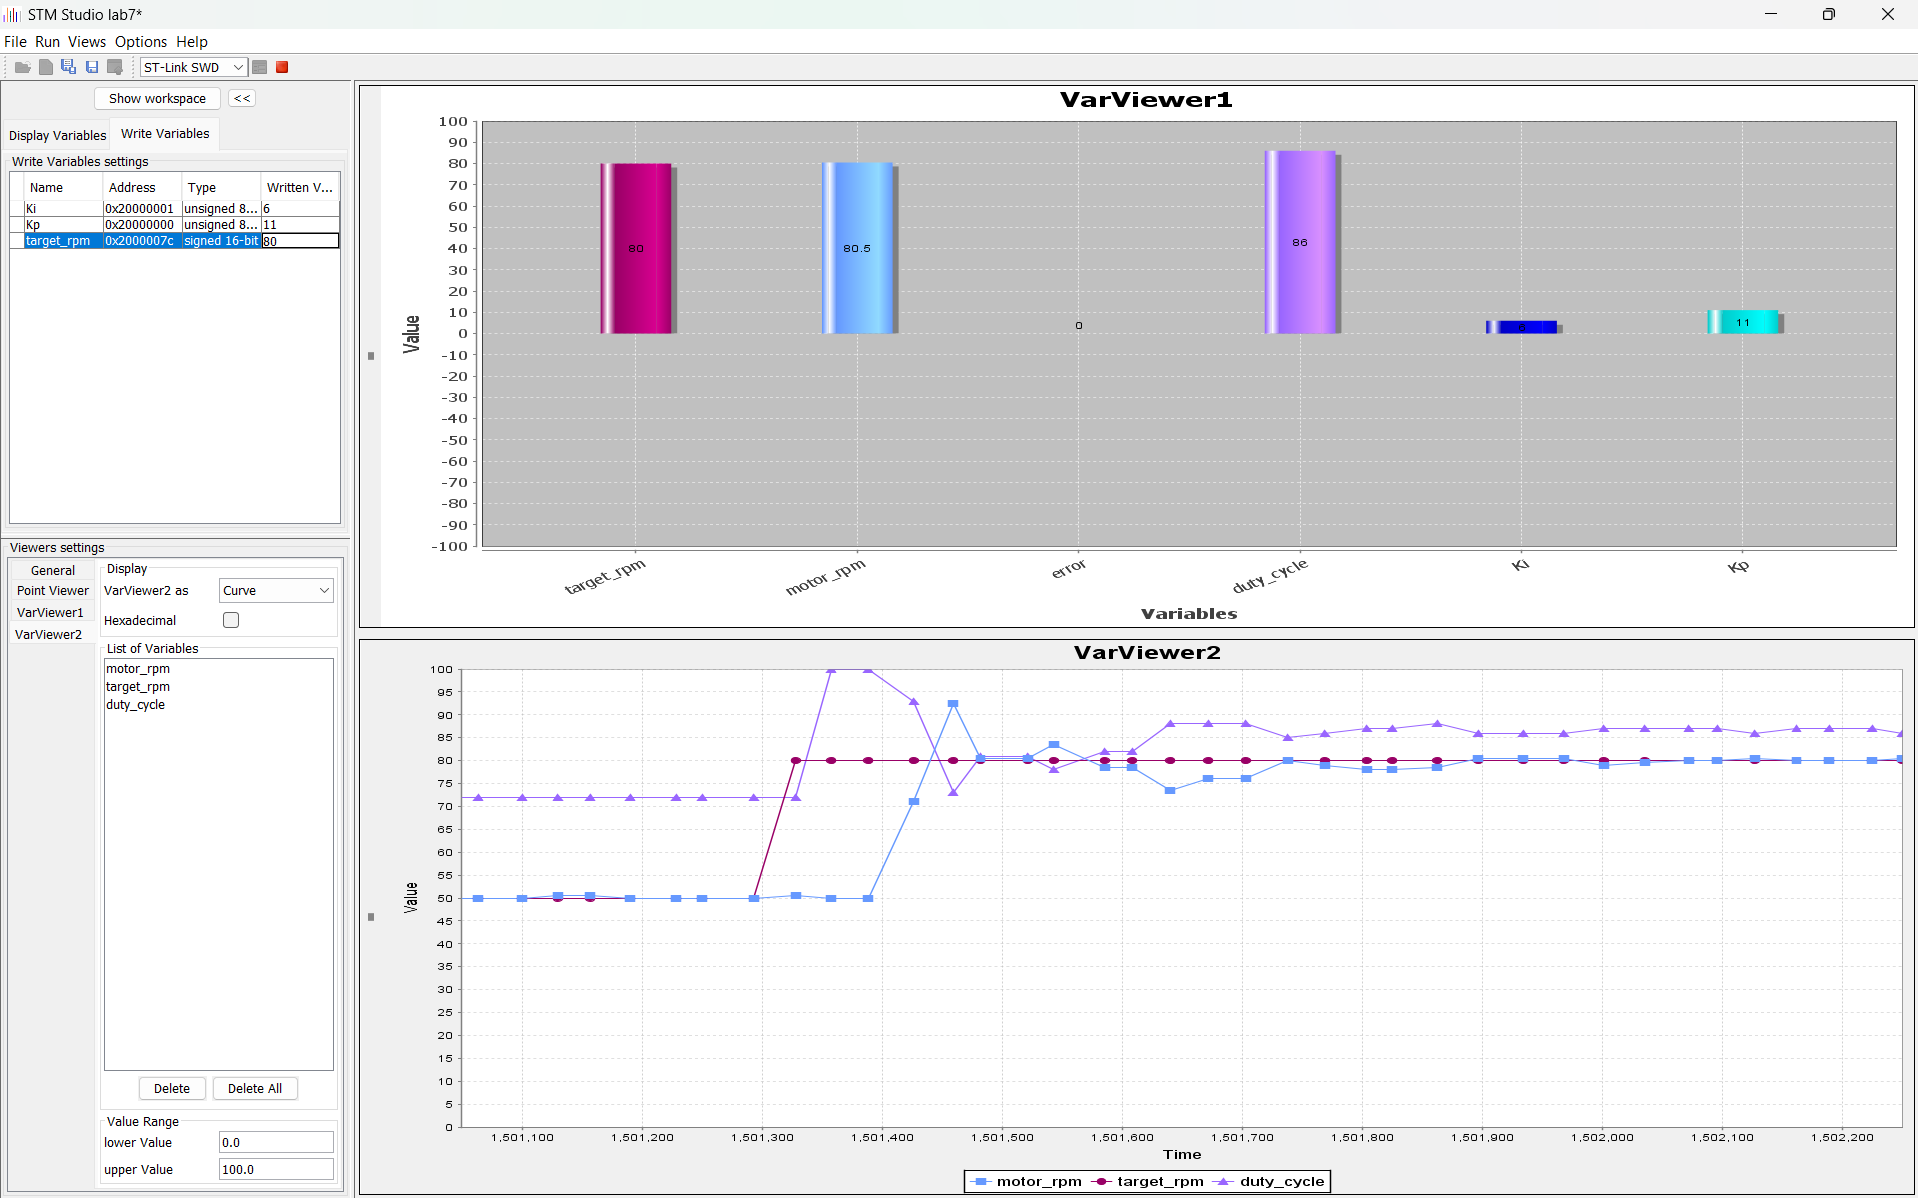 STM Studio lab7*
File Run Views Options Help
ST-Link SWD
Show workspace <<
Display Variables Write Variables
Write Variables settings
Name Address Type Written V...
Ki 0x20000001 unsigned 8... 6
Kp 0x20000000 unsigned 8... 11
target_rpm 0x2000007c signed 16-bit 80
Viewers settings
General
Point Viewer
VarViewer1
VarViewer2
Display
VarViewer2 as Curve
Hexadecimal
List of Variables
motor_rpm
target_rpm
duty_cycle
Delete Delete All
Value Range
lower Value 0.0
upper Value 100.0
VarViewer1
100
90
80
70
60
50
40
30
20
10
0
-10
-20
-30
-40
-50
-60
-70
-80
-90
-100
Value
80 80.5 0 86 6 11
target_rpm motor_rpm error duty_cycle Ki Kp
Variables
VarViewer2
100
95
90
85
80
75
70
65
60
55
50
45
40
35
30
25
20
15
10
5
0
Value
1,501,100 1,501,200 1,501,300 1,501,400 1,501,500 1,501,600 1,501,700 1,501,800 1,501,900 1,502,000 1,502,100 1,502,200
Time
motor_rpm target_rpm duty_cycle